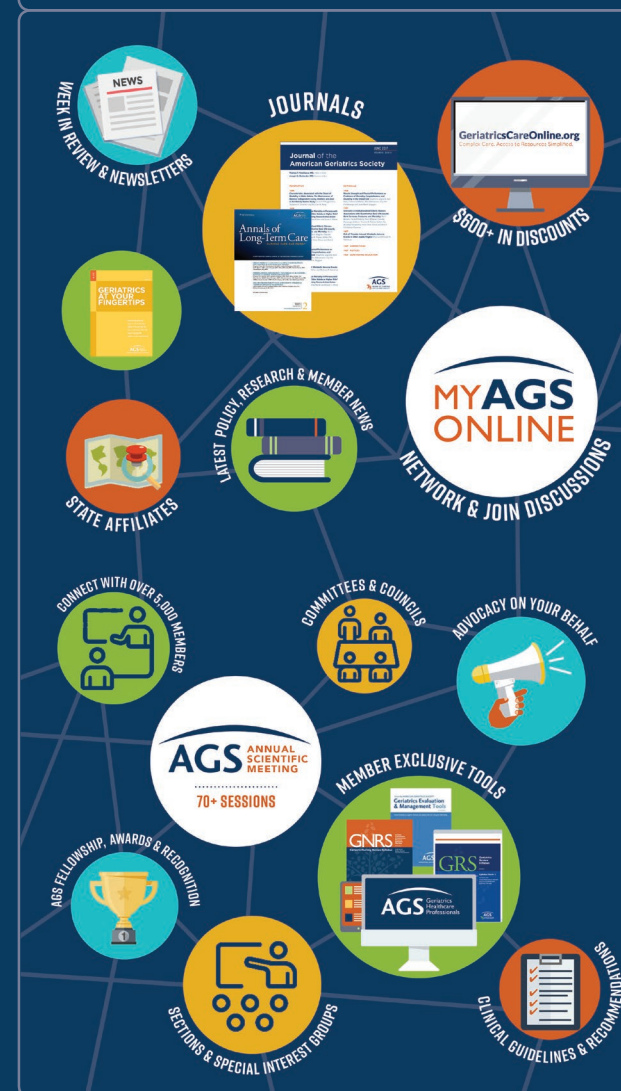 NEWS
WEEK IN REVIEW & NEWSLETTERS
JOURNALS
Journal of the
American Geriatrics Society
Annals of
Long-Term Care
AGS
GeriatricsCareOnline.org
Complex Care. Access to Resources Simplified.
$600+ IN DISCOUNTS
GERIATRICS
AT YOUR
FINGERTIPS
LATEST POLICY, RESEARCH & MEMBER NEWS
MYAGS
ONLINE
NETWORK & JOIN DISCUSSIONS
STATE AFFILIATES
CONNECT WITH OVER 5,000 MEMBERS
COMMITTEES & COUNCILS
ADVOCACY ON YOUR BEHALF
AGS ANNUAL
SCIENTIFIC
MEETING
70+ SESSIONS
MEMBER EXCLUSIVE TOOLS
Geriatrics Evaluation
& Management Tools
GNRS
AGS
GRS
AGS Geriatrics
Healthcare
Professionals
AGS FELLOWSHIP, AWARDS & RECOGNITION
1
SECTIONS & SPECIAL INTEREST GROUPS
CLINICAL GUIDELINES & RECOMMENDATIONS